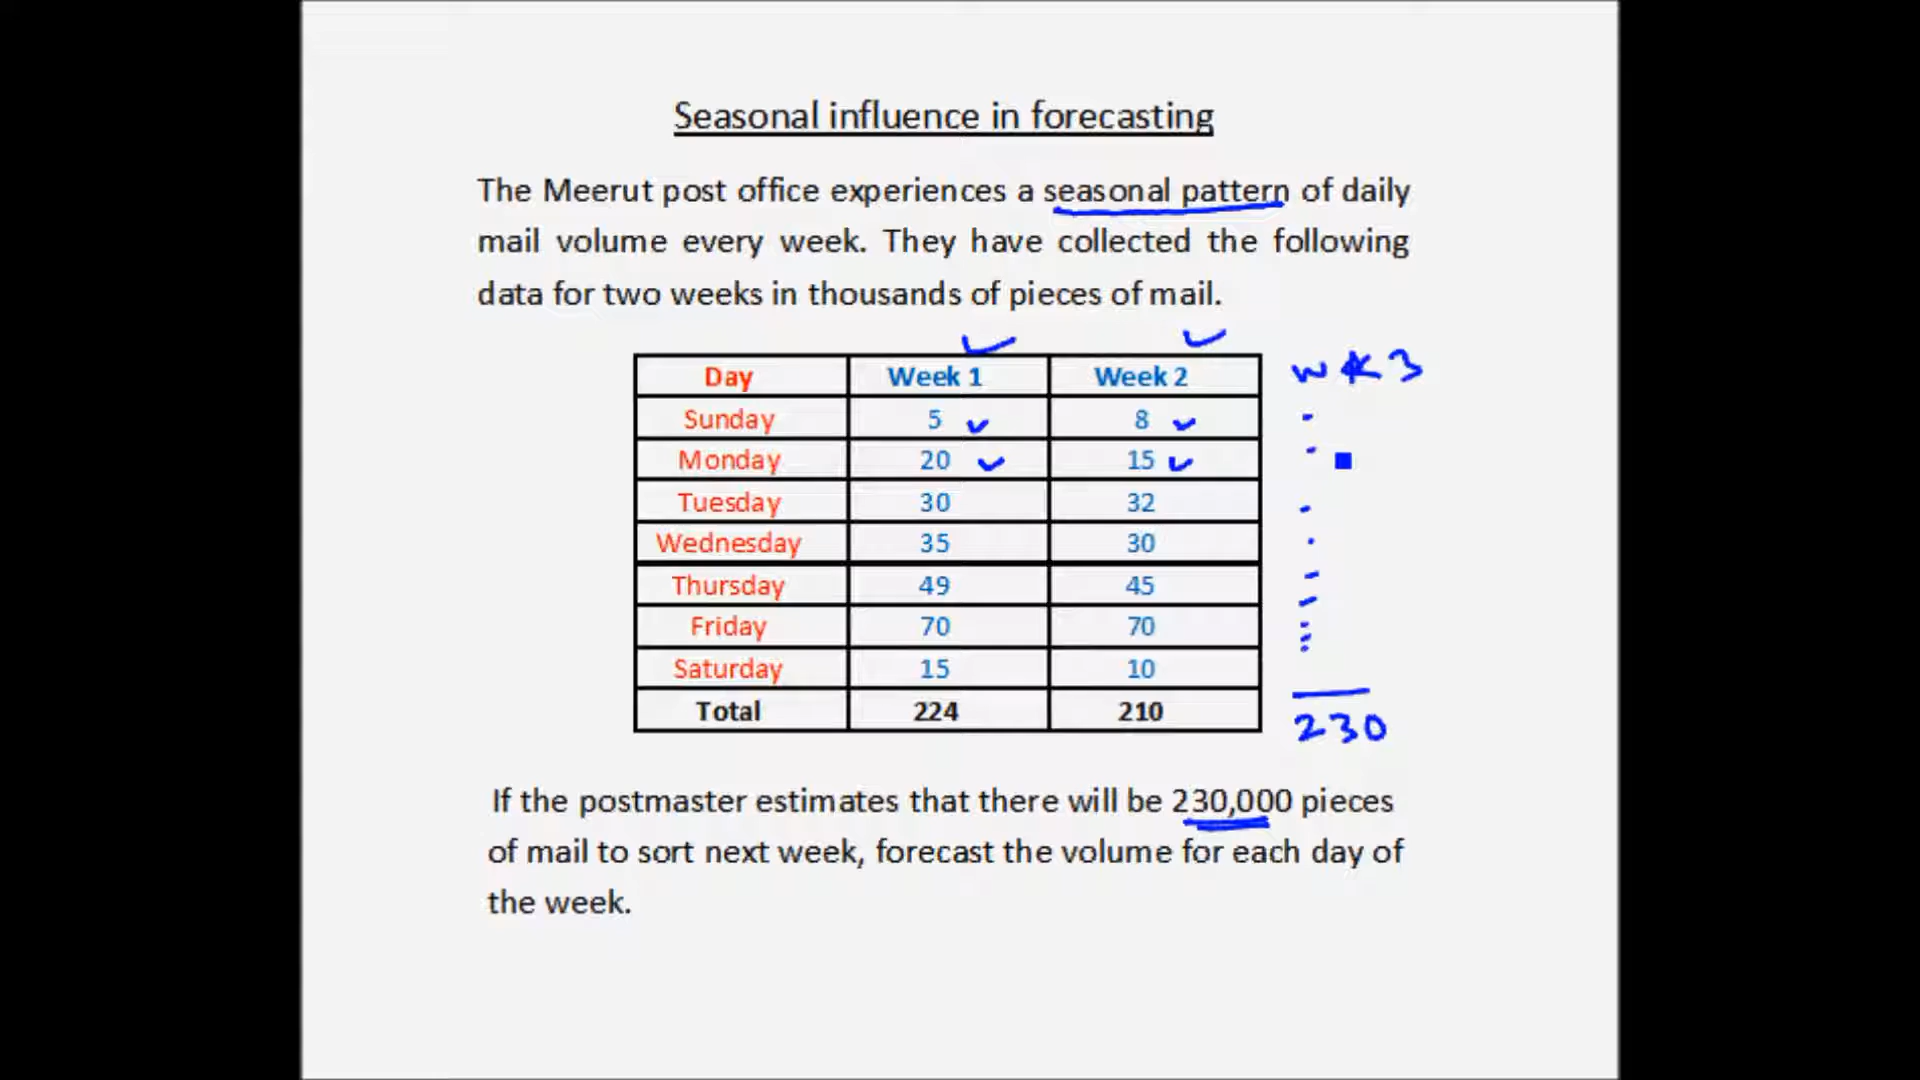 Seasonal influence in forecasting
The Meerut post office experiences a seasonal pattern of daily
mail volume every week. They have collected the following
data for two weeks in thousands of pieces of mail.
Day Week 1 Week 2 WK 3
Sunday 5 8
Monday 20 15
Tuesday 30 32
Wednesday 35 30
Thursday 49 45
Friday 70 70
Saturday 15 10
Total 224 210 230
If the postmaster estimates that there will be 230,000 pieces
of mail to sort next week, forecast the volume for each day of
the week.